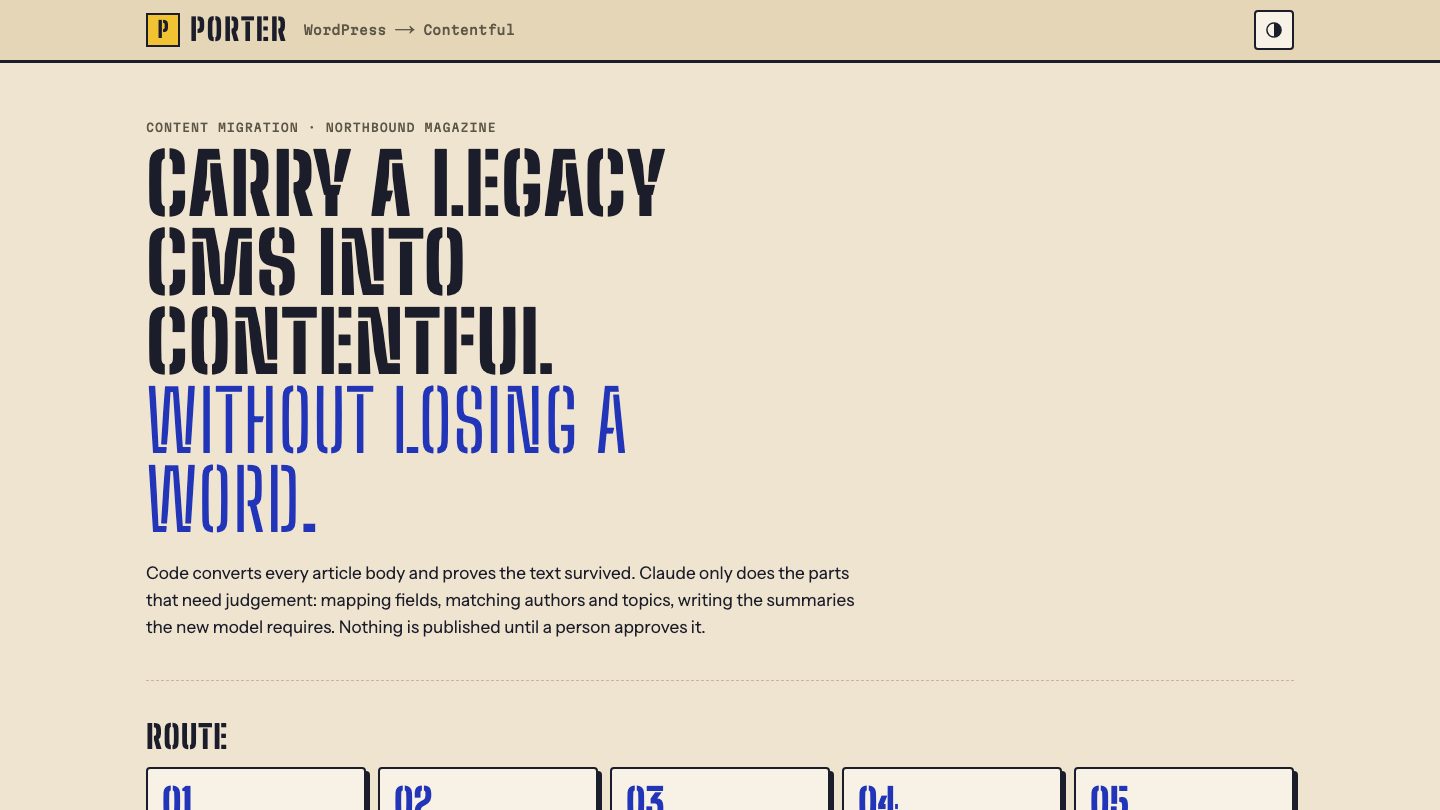 P PORTER WordPress ⟶ Contentful
CONTENT MIGRATION · NORTHBOUND MAGAZINE
CARRY A LEGACY
CMS INTO
CONTENTFUL
WITHOUT LOSING A
WORD.
Code converts every article body and proves the text survived. Claude only does the parts
that need judgement: mapping fields, matching authors and topics, writing the summaries
the new model requires. Nothing is published until a person approves it.
ROUTE
01 02 03 04 05